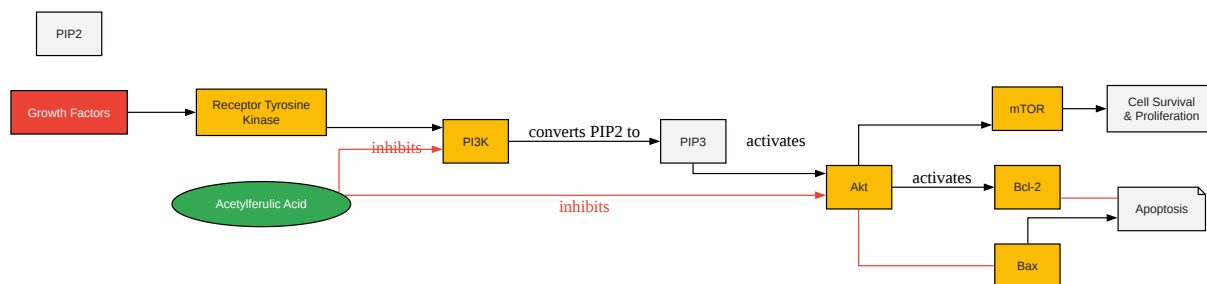 PIP2
Growth Factors
Receptor Tyrosine
Kinase
inhibits
PI3K
converts PIP2 to
PIP3
activates
mTOR
Cell Survival
& Proliferation
Acetylferulic Acid
inhibits
Akt
activates
Bcl-2
Apoptosis
Bax